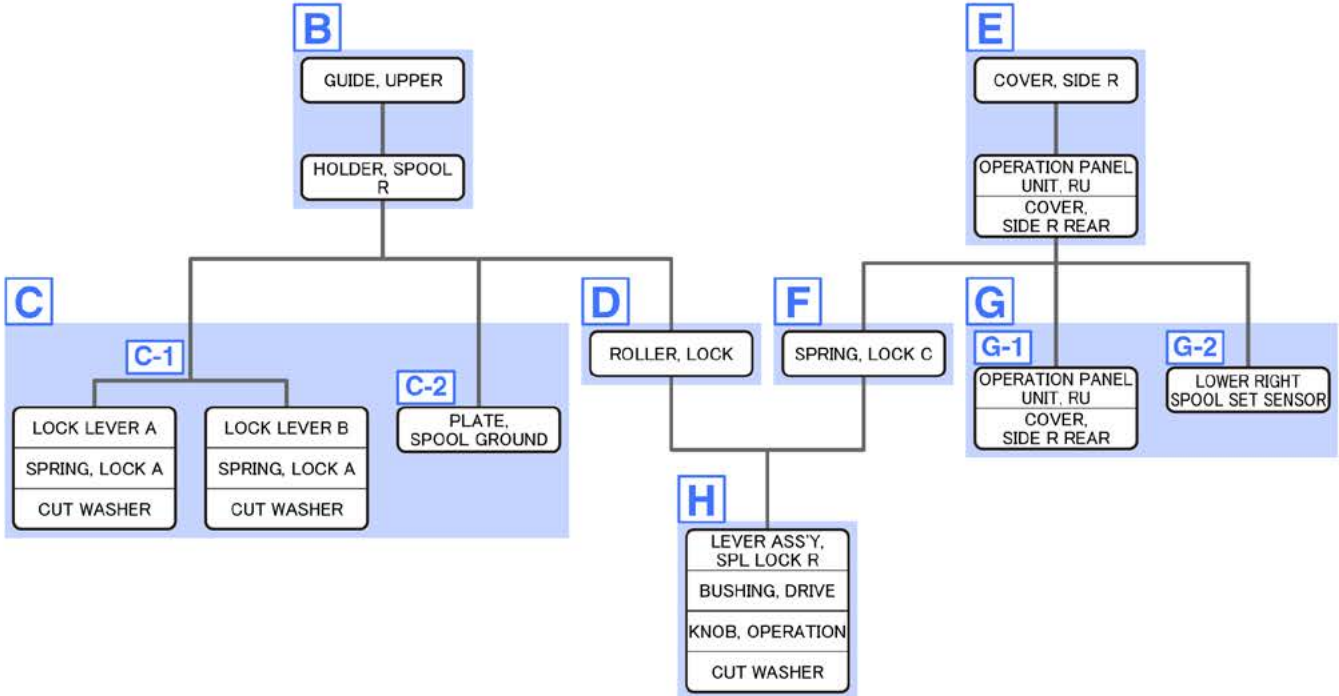 B
GUIDE, UPPER
HOLDER, SPOOL
R
E
COVER, SIDE R
OPERATION PANEL
UNIT, RU
COVER,
SIDE R REAR
C
C-1
LOCK LEVER A
SPRING, LOCK A
CUT WASHER
LOCK LEVER B
SPRING, LOCK A
CUT WASHER
C-2
PLATE,
SPOOL GROUND
D
ROLLER, LOCK
F
SPRING, LOCK C
G
G-1
OPERATION PANEL
UNIT, RU
COVER,
SIDE R REAR
G-2
LOWER RIGHT
SPOOL SET SENSOR
H
LEVER ASS'Y,
SPL LOCK R
BUSHING, DRIVE
KNOB, OPERATION
CUT WASHER